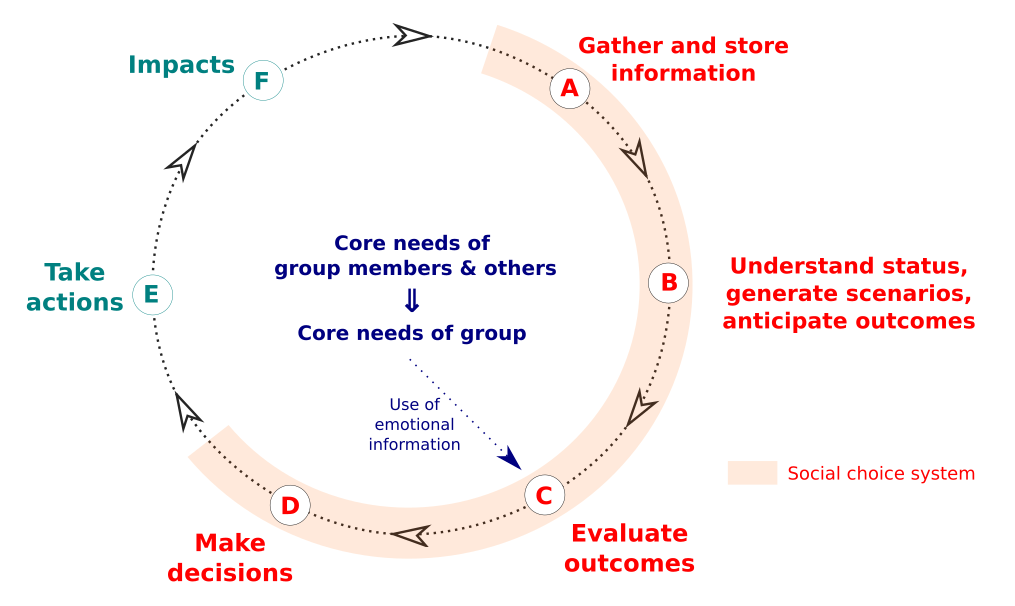 Gather and store
information
A
Impacts
F
Core needs of
group members & others
⇓
Core needs of group
Understand status,
generate scenarios,
anticipate outcomes
B
Take
actions
E
Use of
emotional
information
Social choice system
C
D
Evaluate
outcomes
Make
decisions